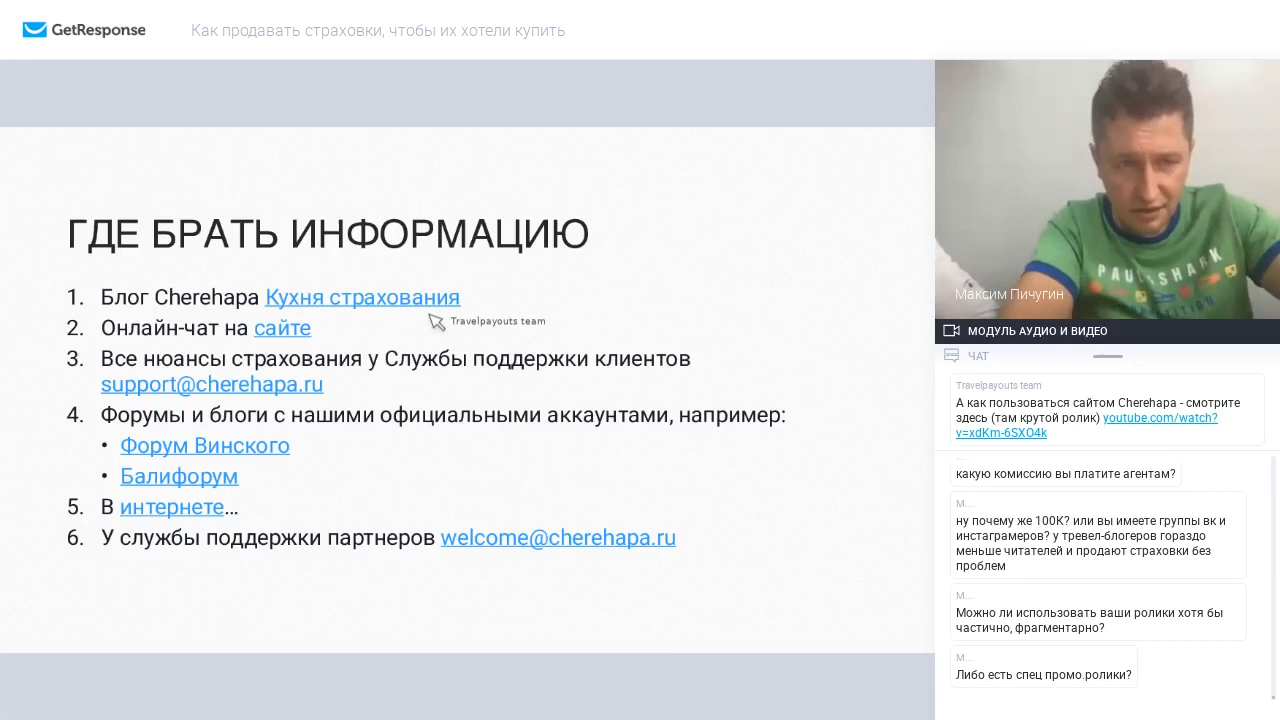 GetResponse
Как продавать страховки, чтобы их хотели купить
ГДЕ БРАТЬ ИНФОРМАЦИЮ
1. Блог Cherehapa Кухня страхования
Travelpayouts team
2. Онлайн-чат на сайте
3. Все нюансы страхования у Службы поддержки клиентов
support@cherehapa.ru
4. Форумы и блоги с нашими официальными аккаунтами, например:
• Форум Винского
• Балифорум
5. В интернете...
6. У службы поддержки партнеров welcome@cherehapa.ru
PAUL&SHARK
Максим Пичугин
МОДУЛЬ АУДИО И ВИДЕО
ЧАТ
Travelpayouts team
А как пользоваться сайтом Cherehapa - смотрите
здесь (там крутой ролик) youtube.com/watch?
v=xdKm-6SXO4k
какую комиссию вы платите агентам?
М...
ну почему же 100К? или вы имеете группы вк и
инстаграмеров? у тревел-блогеров гораздо
меньше читателей и продают страховки без
проблем
М...
Можно ли использовать ваши ролики хотя бы
частично, фрагментарно?
М...
Либо есть спец промо.ролики?